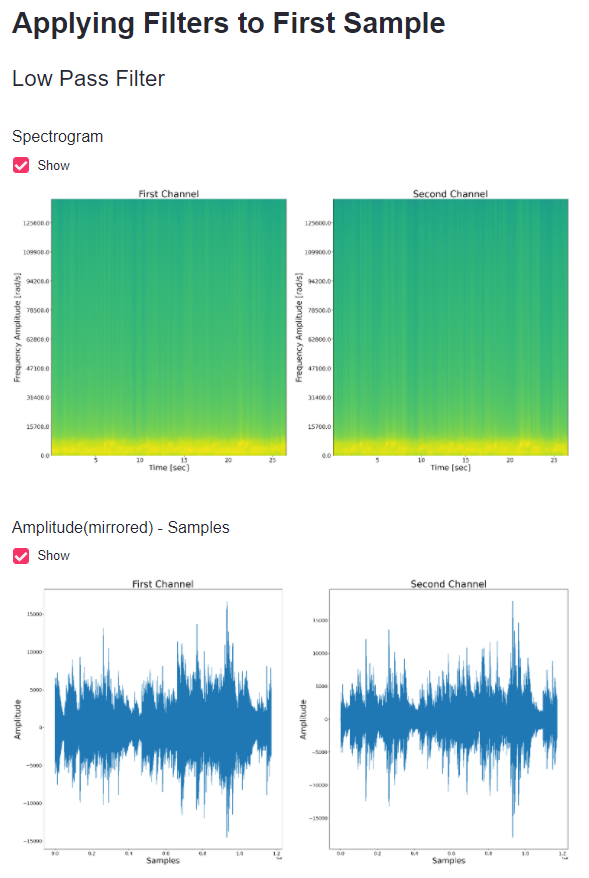 Applying Filters to First Sample
Low Pass Filter
Spectrogram
Show
First Channel
Second Channel
Frequency Amplitude [rad/s]
125600.0
109900.0
94200.0
78500.0
62800.0
47100.0
31400.0
15700.0
0.0
5 10 15 20 25
Time [sec]
Frequency Amplitude [rad/s]
125600.0
109900.0
94200.0
78500.0
62800.0
47100.0
31400.0
15700.0
0.0
5 10 15 20 25
Time [sec]
Amplitude(mirrored) - Samples
Show
First Channel
Second Channel
Amplitude
15000
10000
5000
0
−5000
−10000
−15000
0.0 0.2 0.4 0.6 0.8 1.0 1.2
Samples
Amplitude
15000
10000
5000
0
−5000
−10000
−15000
0.0 0.2 0.4 0.6 0.8 1.0 1.2
Samples